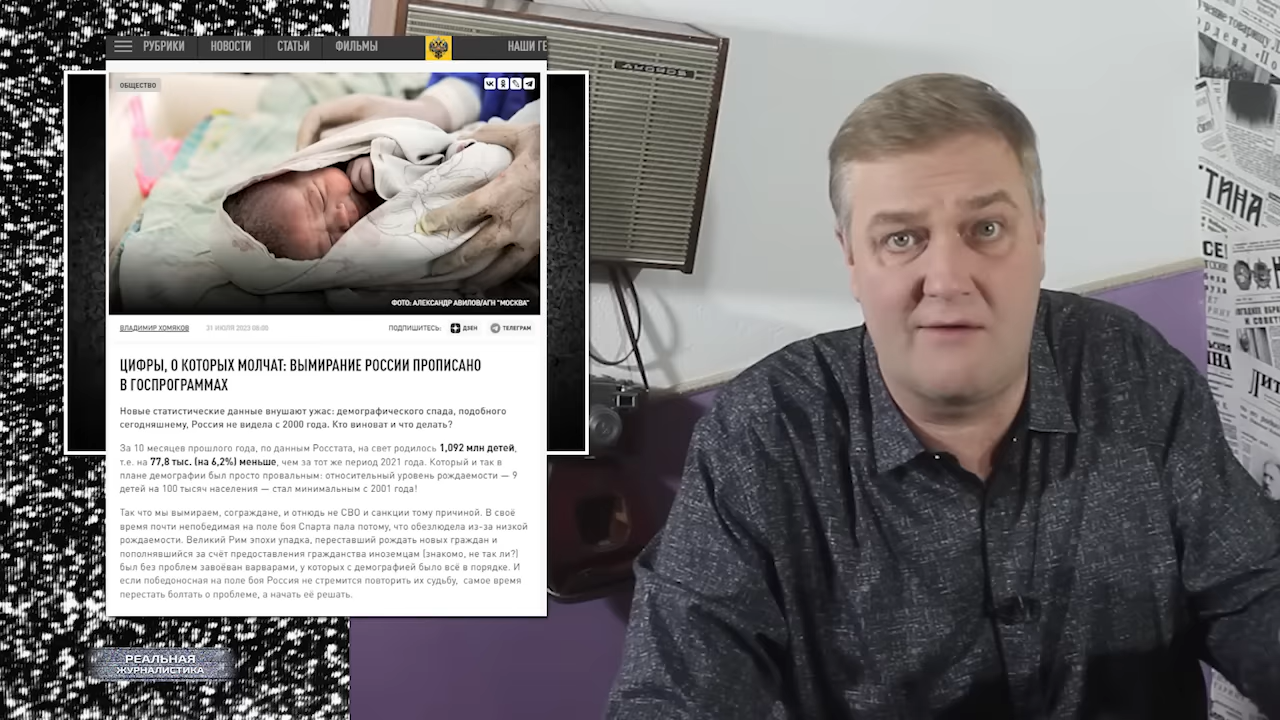 РУБРИКИ НОВОСТИ СТАТЬИ ФИЛЬМЫ НАШИ ГЕ
ОБЩЕСТВО
ФОТО: АЛЕКСАНДР АВИЛОВ/АГН "МОСКВА"
ВЛАДИМИР ХОМЯКОВ 31 ИЮЛЯ 2023 06:00 ПОДПИШИТЕСЬ: ДЗЕН ТЕЛЕГРАМ
ЦИФРЫ, О КОТОРЫХ МОЛЧАТ: ВЫМИРАНИЕ РОССИИ ПРОПИСАНО
В ГОСПРОГРАММАХ
Новые статистические данные внушают ужас: демографического спада, подобного
сегодняшнему, Россия не видела с 2000 года. Кто виноват и что делать?
За 10 месяцев прошлого года, по данным Росстата, на свет родилось 1,092 млн детей,
т.е. на 77,8 тыс. (на 6,2%) меньше, чем за тот же период 2021 года. Который и так в
плане демографии был просто провальным: относительный уровень рождаемости — 9
детей на 100 тысяч населения — стал минимальным с 2001 года!
Так что мы вымираем, сограждане, и отнюдь не СВО и санкции тому причиной. В своё
время почти непобедимая на поле боя Спарта пала потому, что обезлюдела из-за низкой
рождаемости. Великий Рим эпохи упадка, переставший рождать новых граждан и
пополнявшийся за счёт предоставления гражданства иноземцам (знакомо, не так ли?)
был без проблем завоёван варварами, у которых с демографией было всё в порядке. И
если победоносная на поле боя Россия не стремится повторить их судьбу, самое время
перестать болтать о проблеме, а начать её решать.
РЕАЛЬНАЯ
ЖУРНАЛИСТИКА
ТИНА